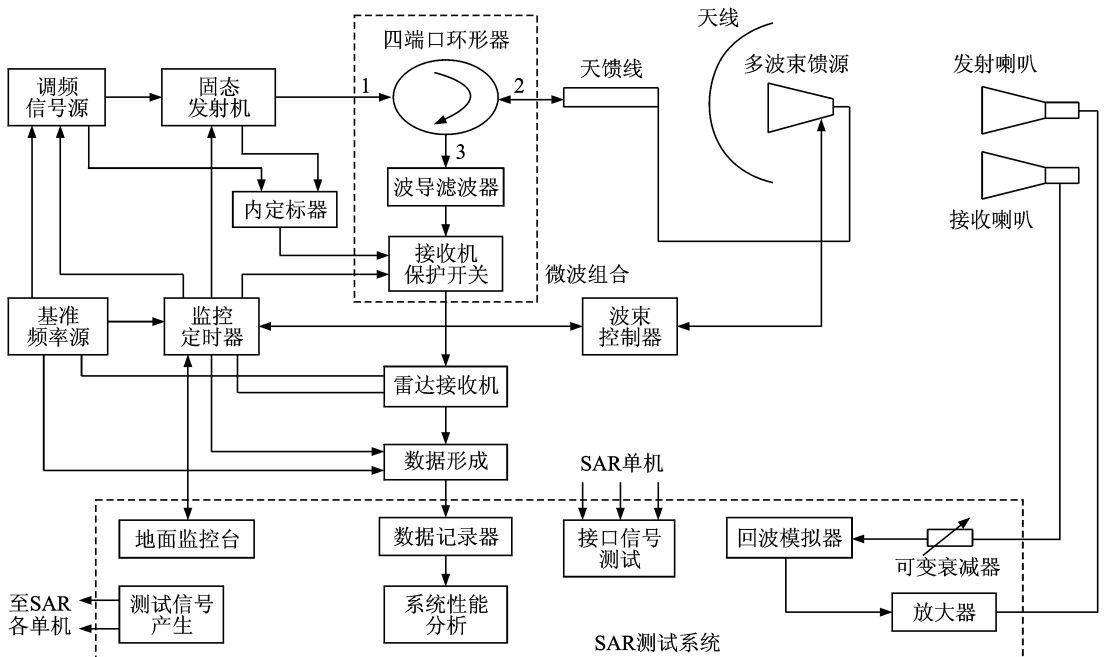 天线
四端口环形器
天馈线
多波束馈源
发射喇叭
调频
信号源
固态
发射机
1
2
3
波导滤波器
内定标器
接收喇叭
接收机
保护开关
微波组合
基准
频率源
监控
定时器
波束
控制器
雷达接收机
数据形成
SAR单机
地面监控台
数据记录器
接口信号
测试
回波模拟器
可变衰减器
至SAR
各单机
测试信号
产生
系统性能
分析
放大器
SAR测试系统